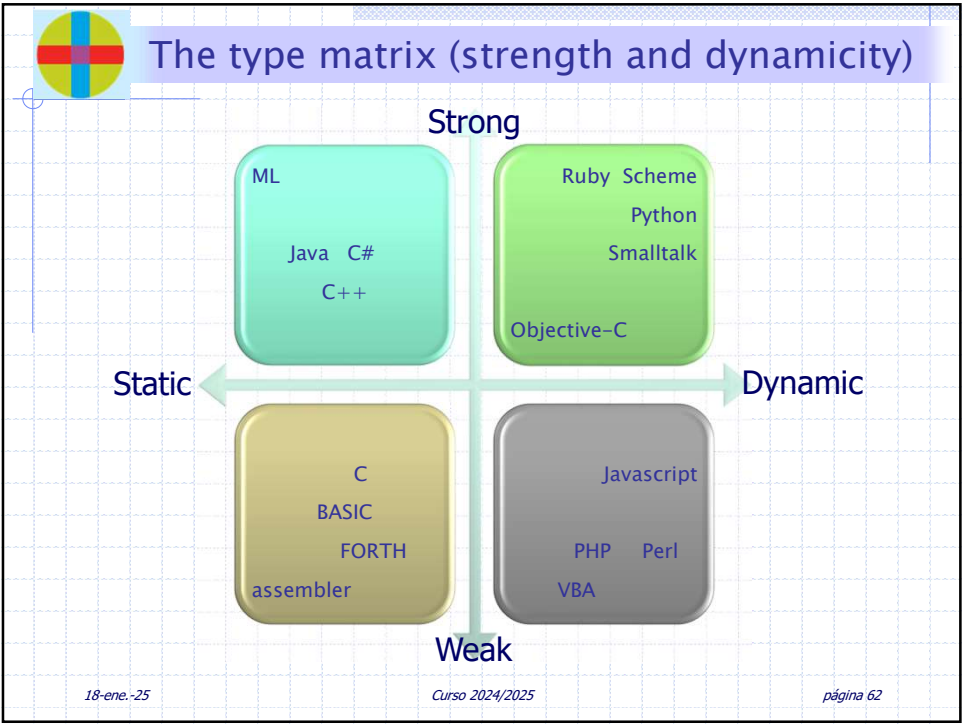 The type matrix (strength and dynamicity)
Strong
ML
Java C#
C++
Ruby Scheme
Python
Smalltalk
Objective-C
Static
Dynamic
C
BASIC
FORTH
assembler
Javascript
PHP Perl
VBA
Weak
18-ene.-25
Curso 2024/2025
página 62